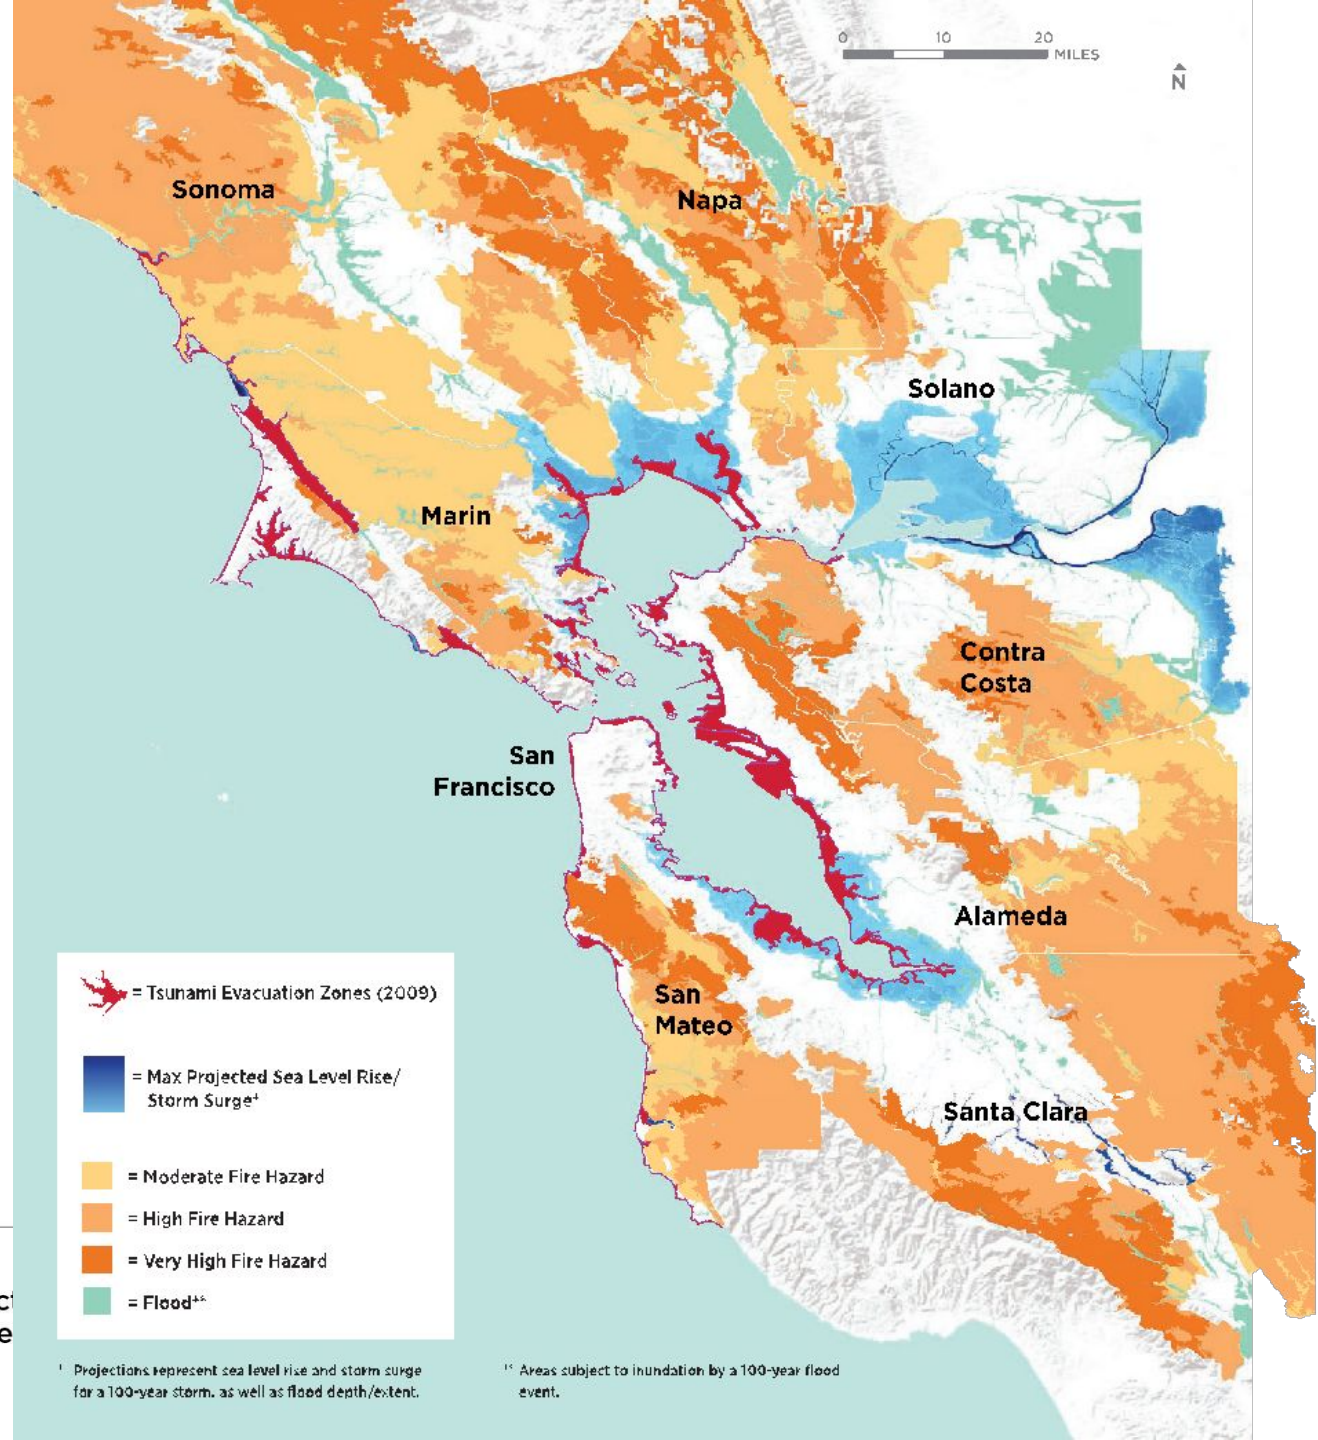 0 10 20
MILES
N
Sonoma
Napa
Solano
Marin
Contra
Costa
San
Francisco
Alameda
San
Mateo
Santa Clara
= Tsunami Evacuation Zones (2009)
= Max Projected Sea Level Rise/
Storm Surge⁺
= Moderate Fire Hazard
= High Fire Hazard
= Very High Fire Hazard
= Flood⁺⁺
Projections represent sea level rise and storm surge
for a 100-year storm, as well as flood depth/extent.
Areas subject to inundation by a 100-year flood
event.